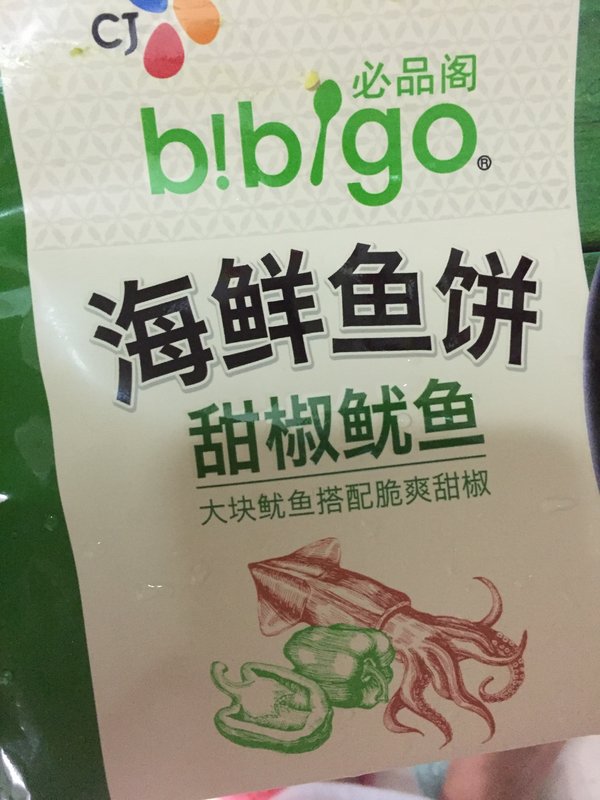 CJ
必品阁
bibigo®
海鲜鱼饼
甜椒鱿鱼
大块鱿鱼搭配脆爽甜椒